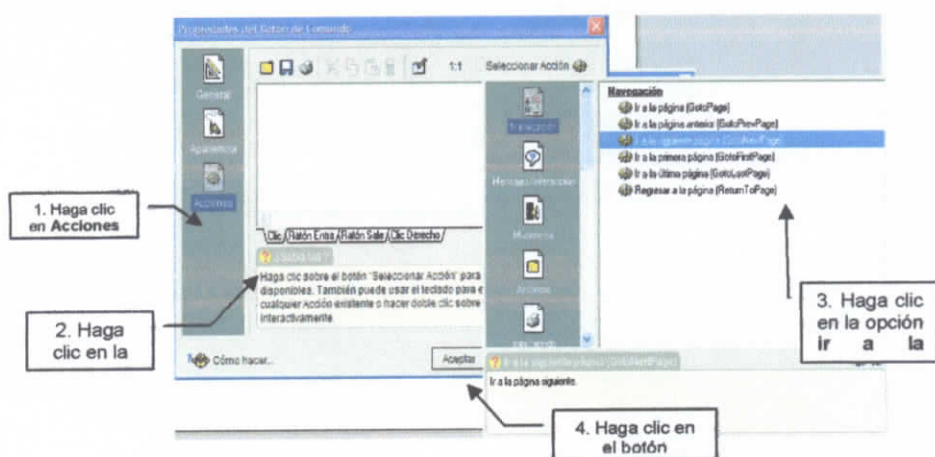 Propiedades del Botón de Comando
General
Apariencia
Acciones
1:1
Seleccionar Acción
Navegación
Archivos
Clic Ratón Entra Ratón Sale Clic Derecho
Haga clic sobre el botón "Seleccionar Acción" para
disponibles. También puede usar el teclado para e
cualquier Acción existente o hacer doble clic sobre
interactivamente.
Cómo hacer...
Aceptar
Navegación
Ir a la página (GotoPage)
Ir a la página anterior (GotoPrevPage)
Ir a la siguiente página (GotoNextPage)
Ir a la primera página (GotoFirstPage)
Ir a la última página (GotoLastPage)
Regresar a la página (ReturnToPage)
Ir a la siguiente página (GotoNextPage)
Ir a la página siguiente.
1. Haga clic
en Acciones
2. Haga
clic en la
3. Haga clic
en la opción
ir a la
4. Haga clic en
el botón